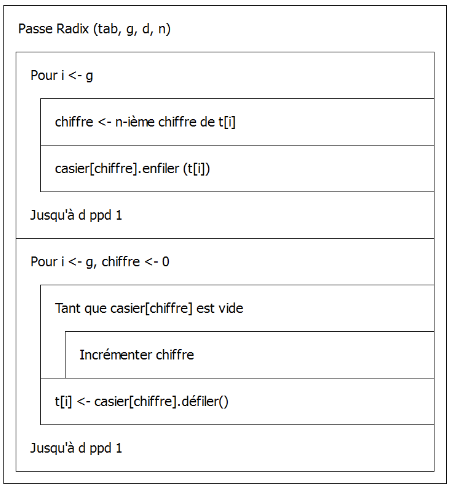 Passe Radix (tab, g, d, n)
Pour i <- g
chiffre <- n-ième chiffre de t[i]
casier[chiffre].enfiler (t[i])
Jusqu'à d ppd 1
Pour i <- g, chiffre <- 0
Tant que casier[chiffre] est vide
Incrémenter chiffre
t[i] <- casier[chiffre].défiler()
Jusqu'à d ppd 1